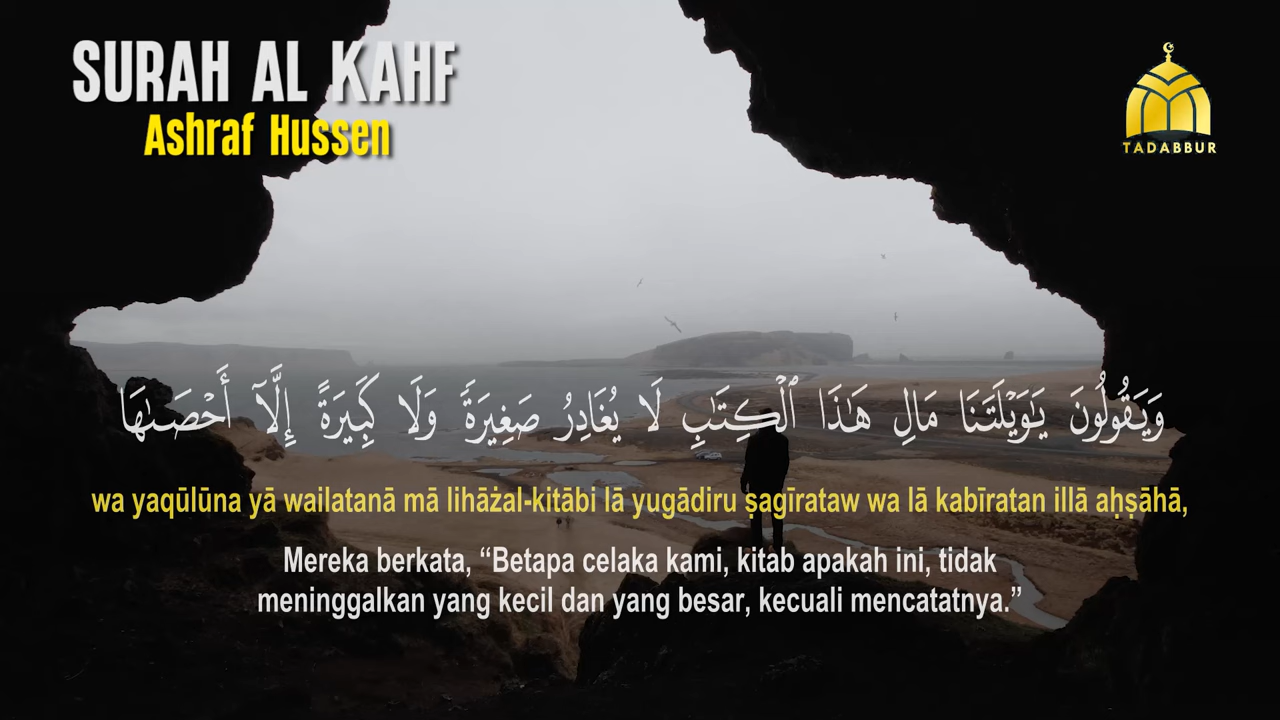 SURAH AL KAHF
Ashraf Hussen
TADABBUR
وَيَقُولُونَ يَـٰوَيْلَتَنَا مَالِ هَـٰذَا ٱلْكِتَـٰبِ لَا يُغَادِرُ صَغِيرَةً وَلَا كَبِيرَةً إِلَّآ أَحْصَىٰهَا
wa yaqūlūna yā wailatanā mā lihāżal-kitābi lā yugādiru ṣagīrataw wa lā kabīratan illā aḥṣāhā,
Mereka berkata, “Betapa celaka kami, kitab apakah ini, tidak
meninggalkan yang kecil dan yang besar, kecuali mencatatnya.”